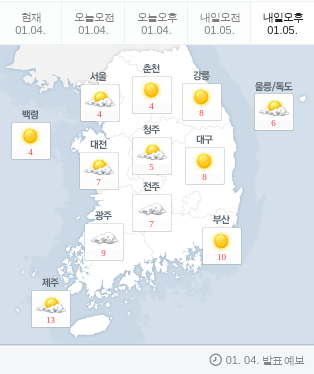 현재 오늘오전 오늘오후 내일오전 내일오후
01.04. 01.04. 01.04. 01.05. 01.05.
춘천
4
서울
4
강릉
8
울릉/독도
6
백령
4
청주
5
대전
7
대구
8
전주
7
광주
9
부산
10
제주
13
01. 04. 발표 예보